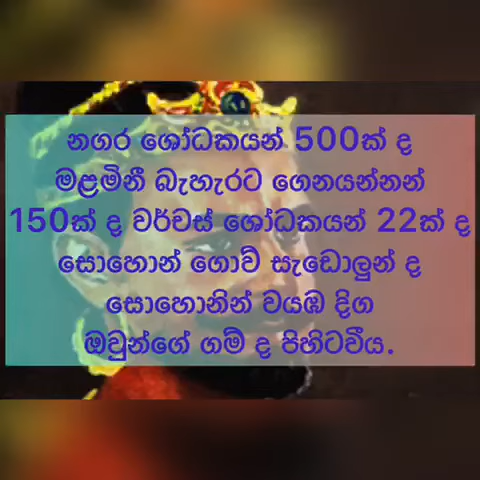 නගර ශෝධකයන් 500ක් ද
මළමිනී බැහැරට ගෙනයන්නන්
150ක් ද වර්චස් ශෝධකයන් 22ක් ද
සොහොන් ගොව් සැඩොලුන් ද
සොහොනින් වයඹ දිග
ඔවුන්ගේ ගම් ද පිහිටවීය.